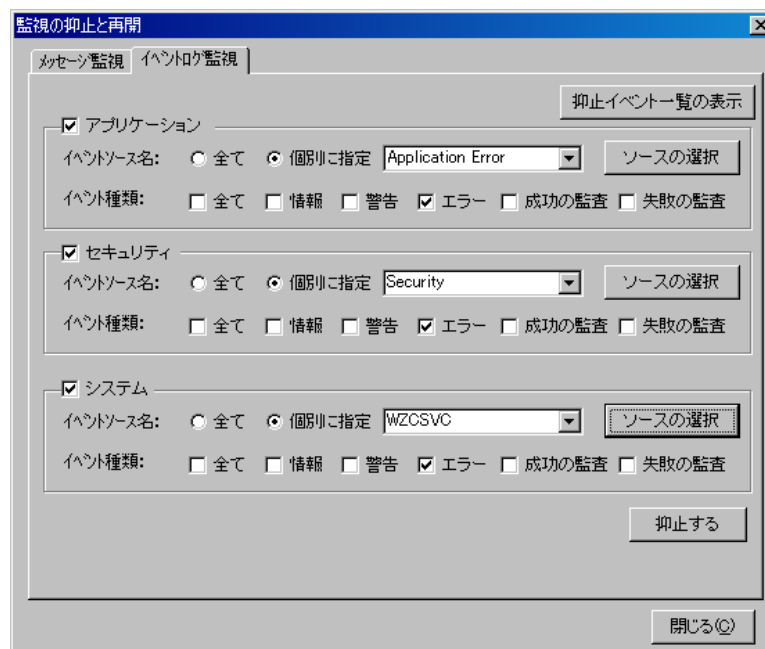 監視の抑止と再開
メッセージ監視 イベントログ監視
抑止イベント一覧の表示
アプリケーション
イベントソース名: 全て 個別に指定 Application Error ソースの選択
イベント種類: 全て 情報 警告 エラー 成功の監査 失敗の監査
セキュリティ
イベントソース名: 全て 個別に指定 Security ソースの選択
イベント種類: 全て 情報 警告 エラー 成功の監査 失敗の監査
システム
イベントソース名: 全て 個別に指定 WZCSVC ソースの選択
イベント種類: 全て 情報 警告 エラー 成功の監査 失敗の監査
抑止する
閉じる(C)